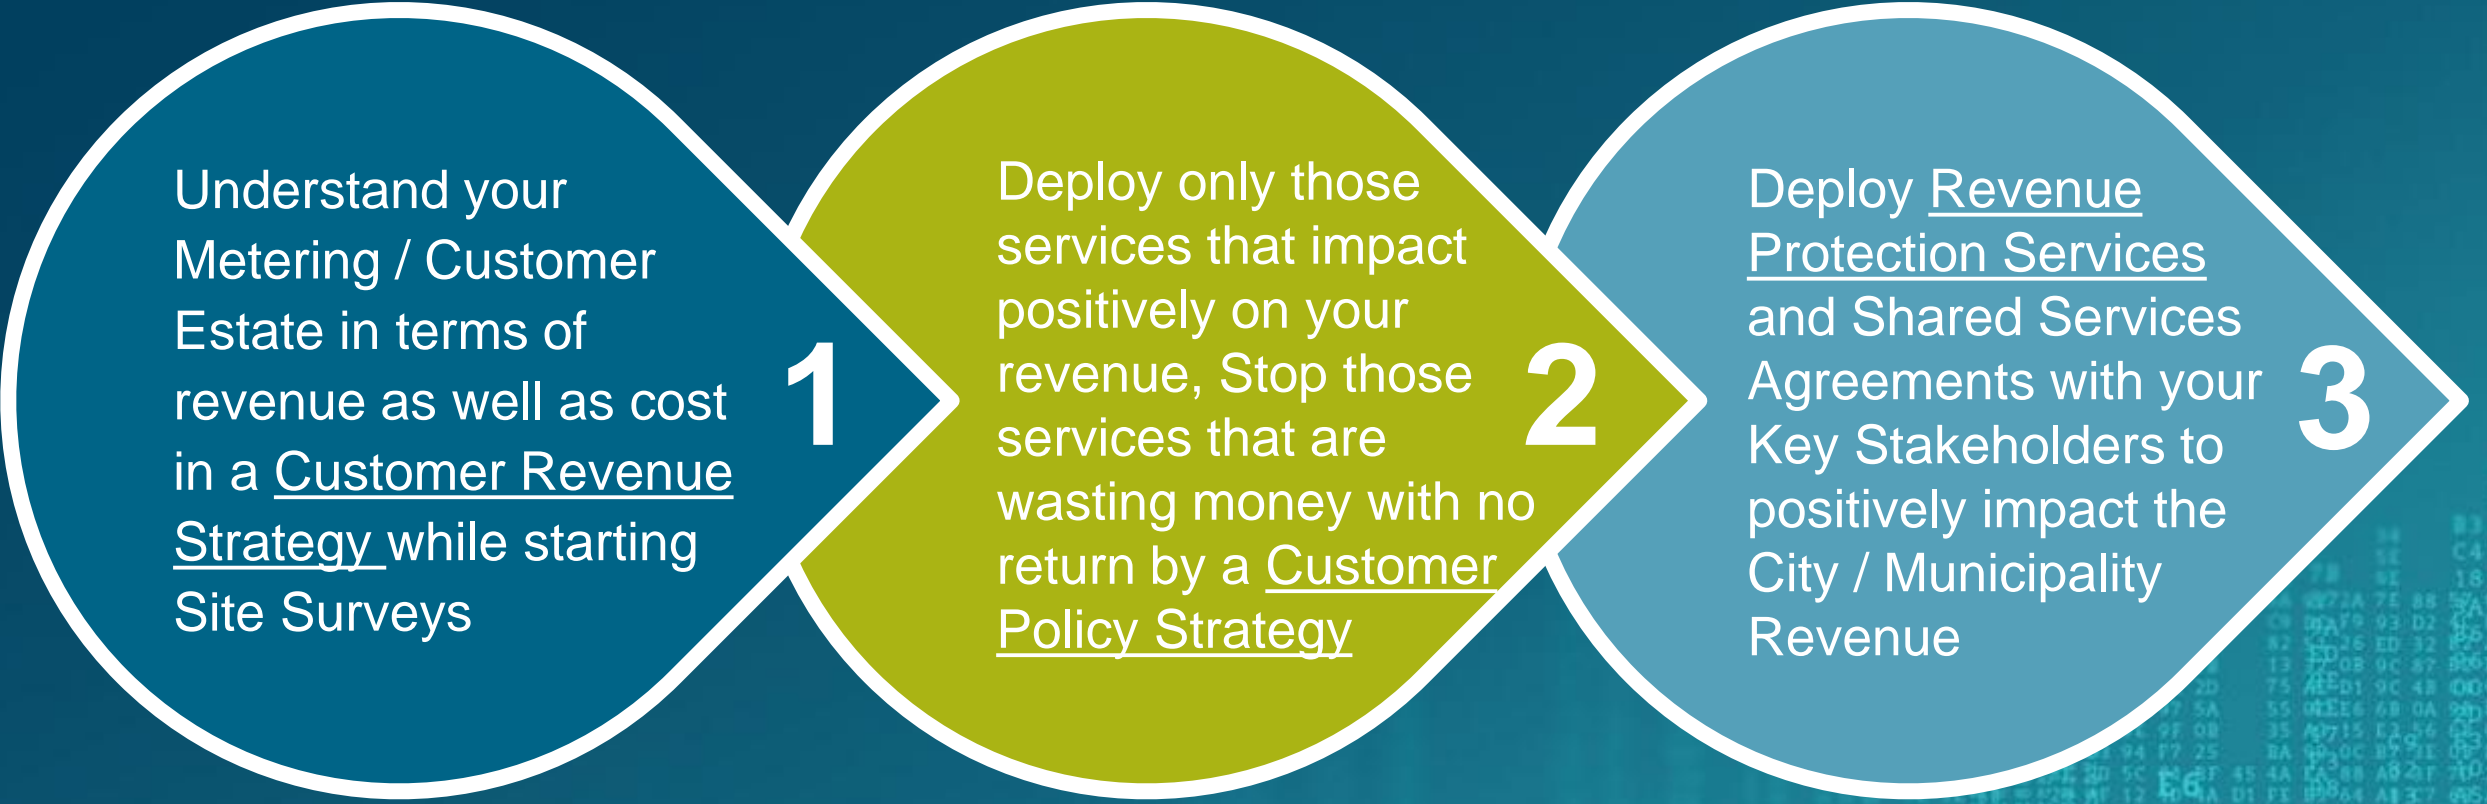 Understand your
Metering / Customer
Estate in terms of
revenue as well as cost
in a Customer Revenue
Strategy while starting
Site Surveys
1
Deploy only those
services that impact
positively on your
revenue, Stop those
services that are
wasting money with no
return by a Customer
Policy Strategy
2
Deploy Revenue
Protection Services
and Shared Services
Agreements with your
Key Stakeholders to
positively impact the
City / Municipality
Revenue
3